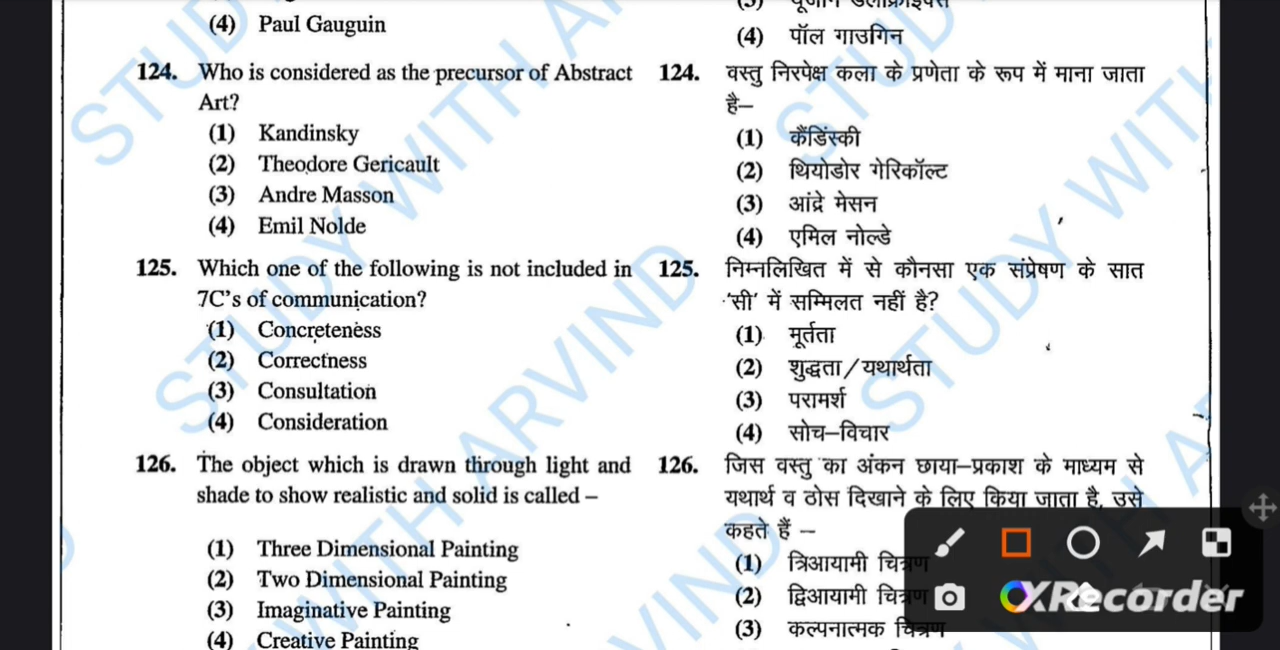 (4) Paul Gauguin
124. Who is considered as the precursor of Abstract
Art?
(1) Kandinsky
(2) Theodore Gericault
(3) Andre Masson
(4) Emil Nolde
125. Which one of the following is not included in
7C's of communication?
(1) Concreteness
(2) Correctness
(3) Consultation
(4) Consideration
126. The object which is drawn through light and
shade to show realistic and solid is called –
(1) Three Dimensional Painting
(2) Two Dimensional Painting
(3) Imaginative Painting
(4) Creative Painting
(4) पॉल गाउगिन
124. वस्तु निरपेक्ष कला के प्रणेता के रूप में माना जाता
है–
(1) कैंडिंस्की
(2) थियोडोर गेरिकॉल्ट
(3) आंद्रे मेसन
(4) एमिल नोल्डे
125. निम्नलिखित में से कौनसा एक संप्रेषण के सात
'सी' में सम्मिलत नहीं है?
(1) मूर्तता
(2) शुद्धता/यथार्थता
(3) परामर्श
(4) सोच–विचार
126. जिस वस्तु का अंकन छाया–प्रकाश के माध्यम से
यथार्थ व ठोस दिखाने के लिए किया जाता है, उसे
कहते हैं –
(1) त्रिआयामी चित्रण
(2) द्विआयामी चित्रण
(3) कल्पनात्मक चित्रण
XRecorder
STUDY WITH ARVIND
STUDY WITH ARVIND